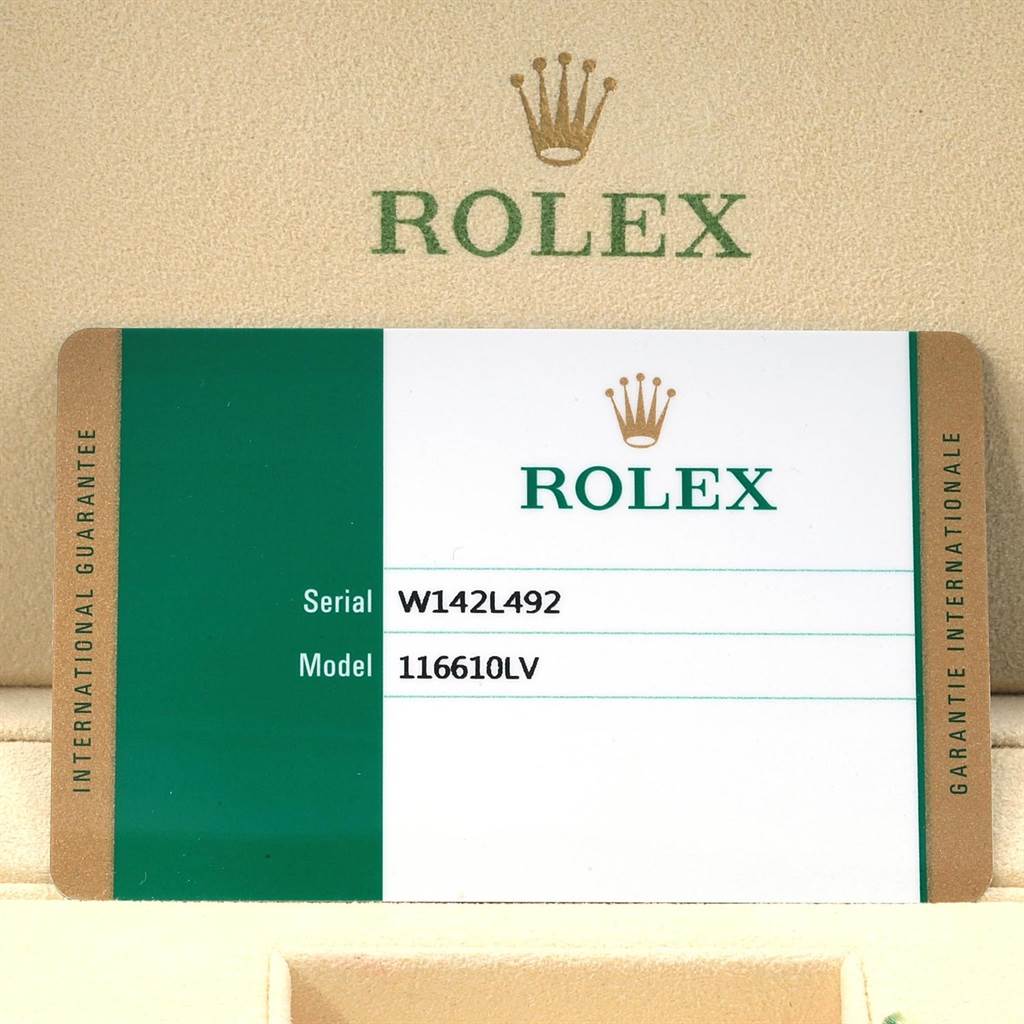 ROLEX
ROLEX
INTERNATIONAL GUARANTEE
Serial W142L492
Model 116610LV
GARANTIE INTERNATIONALE